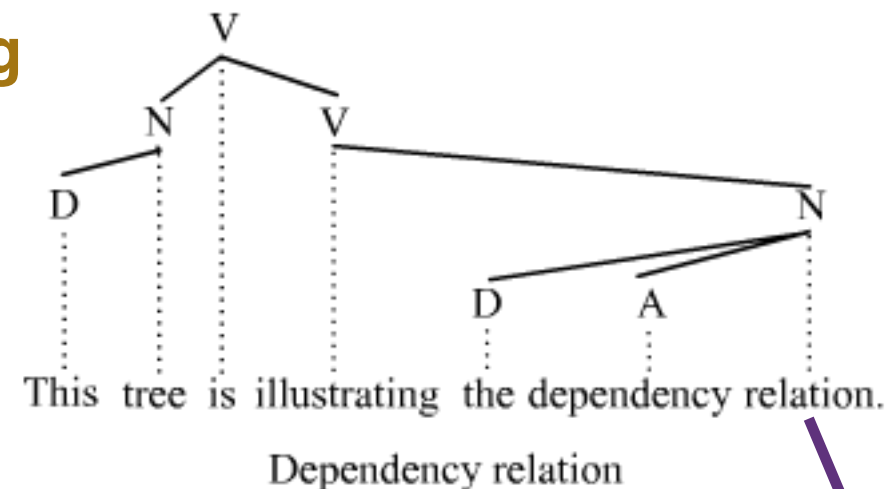 g
V
N V
D N
D A
This tree is illustrating the dependency relation.
Dependency relation